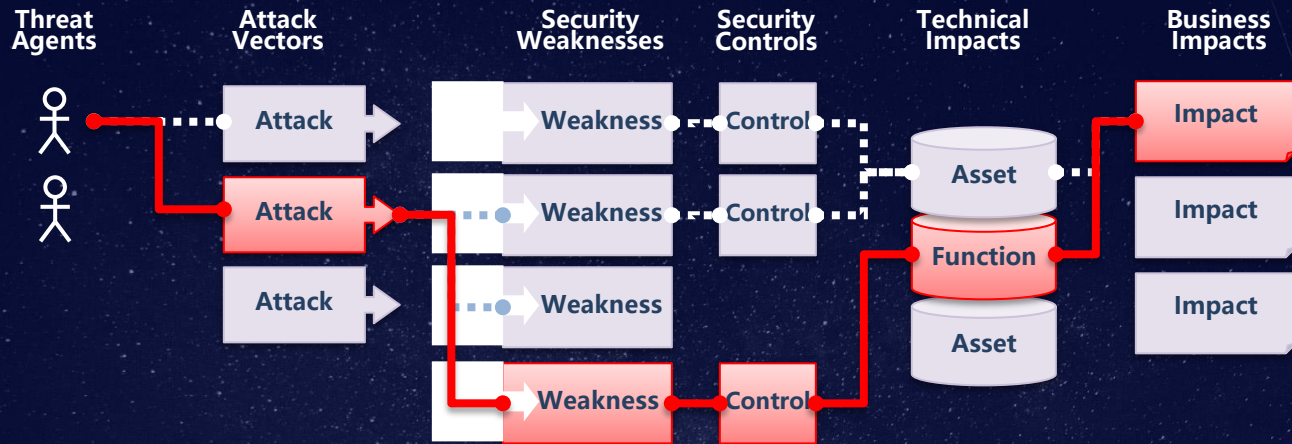 Threat
Agents
Attack
Vectors
Security
Weaknesses
Security
Controls
Technical
Impacts
Business
Impacts
Attack
Weakness
Control
Impact
Asset
Attack
Weakness
Control
Impact
Function
Attack
Weakness
Impact
Asset
Weakness
Control